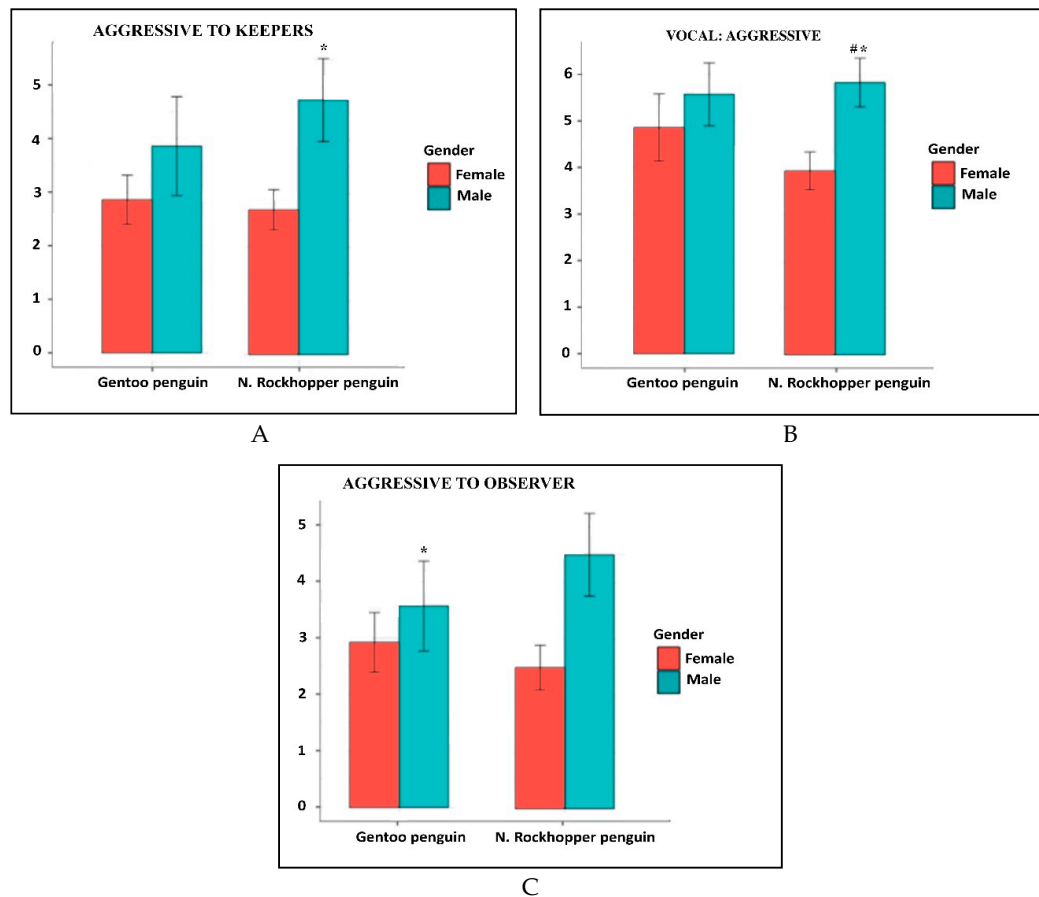 AGGRESSIVE TO KEEPERS
*
5
4
3
2
1
0
Gender
Female
Male
Gentoo penguin
N. Rockhopper penguin
A
VOCAL: AGGRESSIVE
#*
6
5
4
3
2
1
0
Gender
Female
Male
Gentoo penguin
N. Rockhopper penguin
B
AGGRESSIVE TO OBSERVER
*
5
4
3
2
1
0
Gender
Female
Male
Gentoo penguin
N. Rockhopper penguin
C